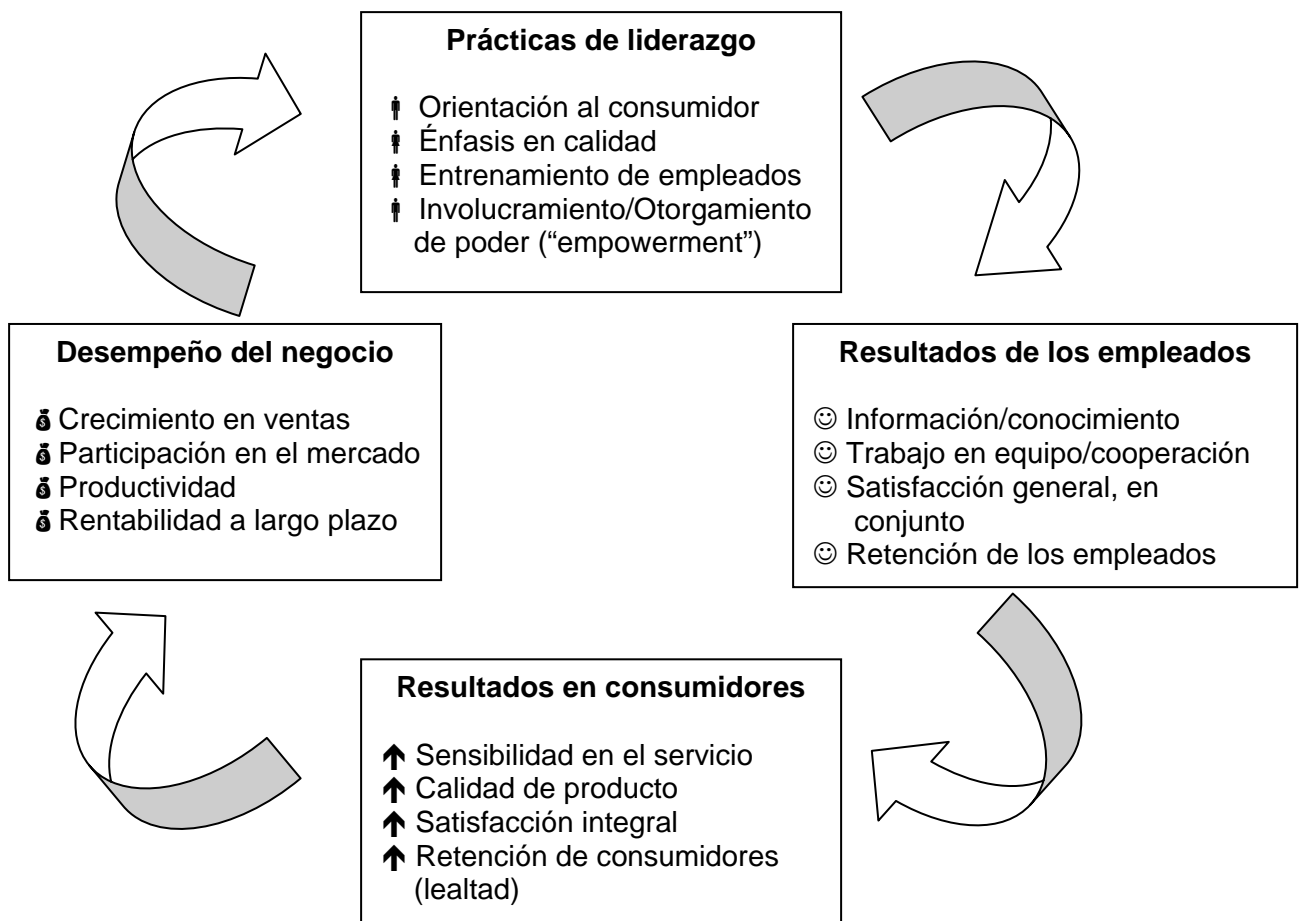 Prácticas de liderazgo
Orientación al consumidor
Énfasis en calidad
Entrenamiento de empleados
Involucramiento/Otorgamiento
de poder (“empowerment”)
Desempeño del negocio
Crecimiento en ventas
Participación en el mercado
Productividad
Rentabilidad a largo plazo
Resultados de los empleados
Información/conocimiento
Trabajo en equipo/cooperación
Satisfacción general, en
conjunto
Retención de los empleados
Resultados en consumidores
Sensibilidad en el servicio
Calidad de producto
Satisfacción integral
Retención de consumidores
(lealtad)